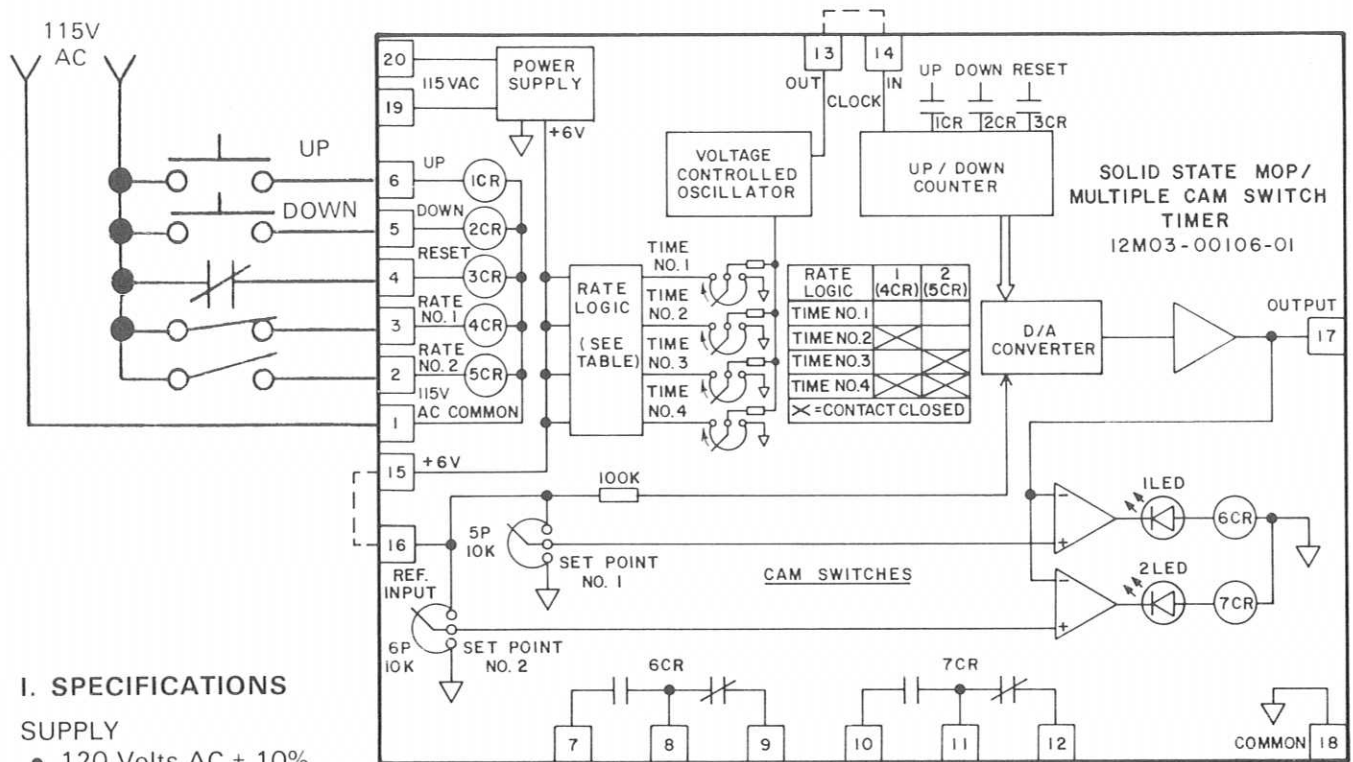 115V
AC
20
115VAC
19
POWER
SUPPLY
+6V
13
14
OUT
IN
CLOCK
UP DOWN RESET
1CR 2CR 3CR
VOLTAGE
CONTROLLED
OSCILLATOR
UP / DOWN
COUNTER
SOLID STATE MOP/
MULTIPLE CAM SWITCH
TIMER
12M03-00106-01
UP
6
UP
1CR
DOWN
5
DOWN
2CR
4
RESET
3CR
3
RATE
NO. 1
4CR
2
RATE
NO. 2
5CR
1
115V
AC COMMON
RATE
LOGIC
(SEE
TABLE)
TIME
NO. 1
TIME
NO. 2
TIME
NO. 3
TIME
NO. 4
RATE
LOGIC
1
(4CR)
2
(5CR)
TIME NO. 1
TIME NO. 2
TIME NO. 3
TIME NO. 4
X = CONTACT CLOSED
D/A
CONVERTER
OUTPUT
17
15
+6V
100K
16
REF.
INPUT
5P
10K
SET POINT
NO. 1
6P
10K
SET POINT
NO. 2
CAM SWITCHES
-
+
1LED
6CR
-
+
2LED
7CR
6CR
7
8
9
7CR
10
11
12
COMMON
18
I. SPECIFICATIONS
SUPPLY
• 120 Volts AC ± 10%